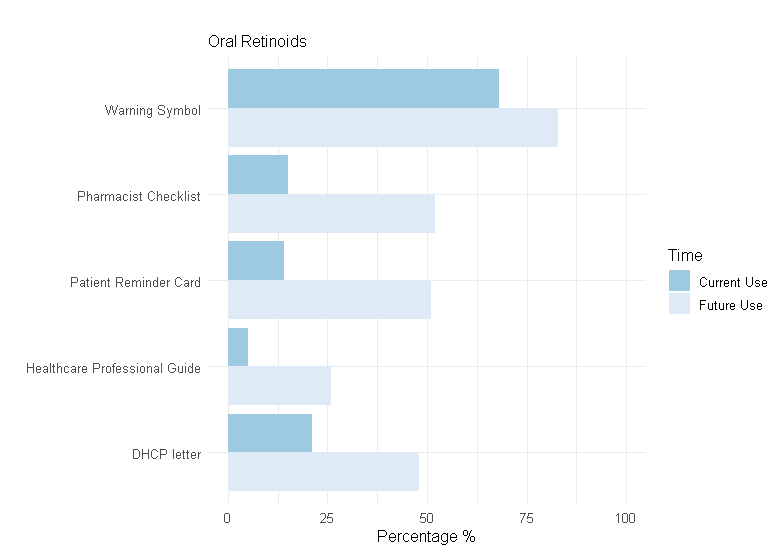 Oral Retinoids
Warning Symbol
Pharmacist Checklist
Patient Reminder Card
Healthcare Professional Guide
DHCP letter
0 25 50 75 100
Percentage %
Time
Current Use
Future Use